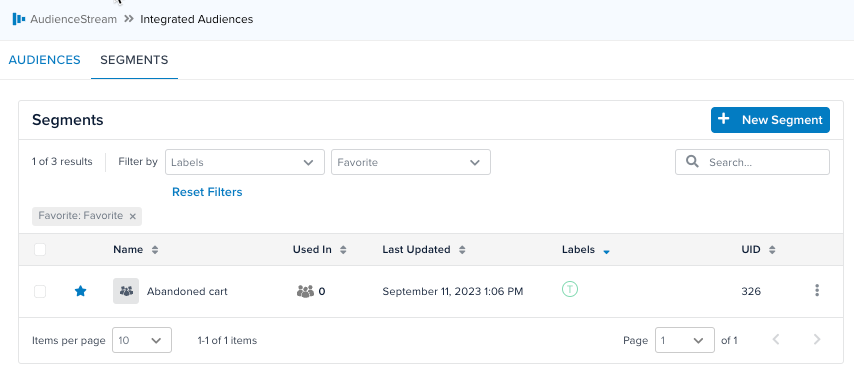 AudienceStream >> Integrated Audiences
AUDIENCES SEGMENTS
Segments
+ New Segment
1 of 3 results Filter by Labels Favorite Search...
Reset Filters
Favorite: Favorite ×
Name Used In Last Updated Labels UID
Abandoned cart 0 September 11, 2023 1:06 PM T 326
Items per page 10 1-1 of 1 items Page 1 of 1